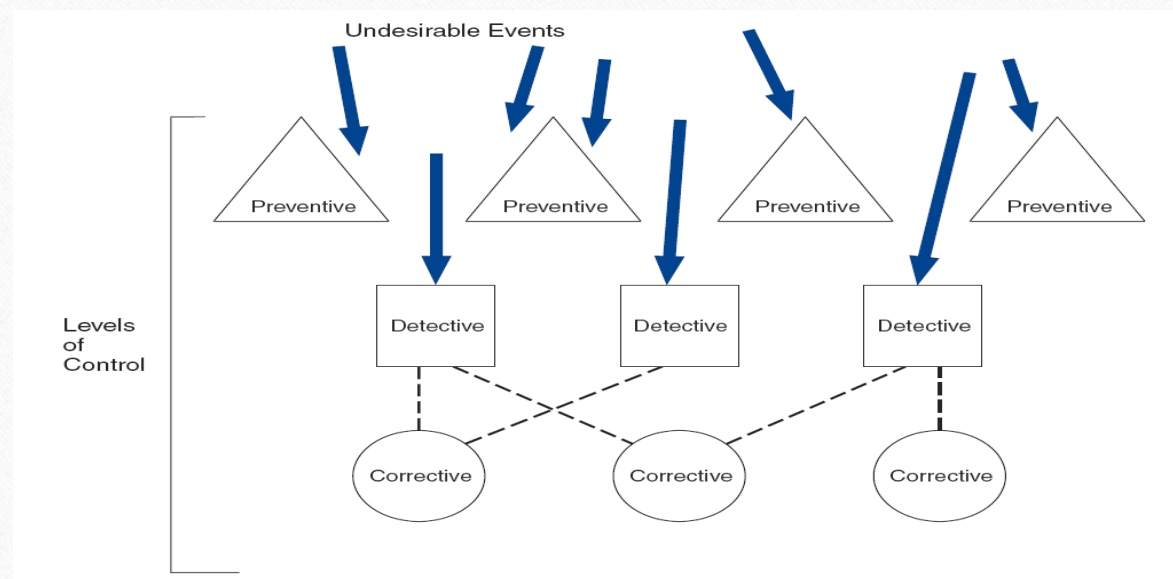 Undesirable Events
Preventive
Preventive
Preventive
Preventive
Levels
of
Control
Detective
Detective
Detective
Corrective
Corrective
Corrective